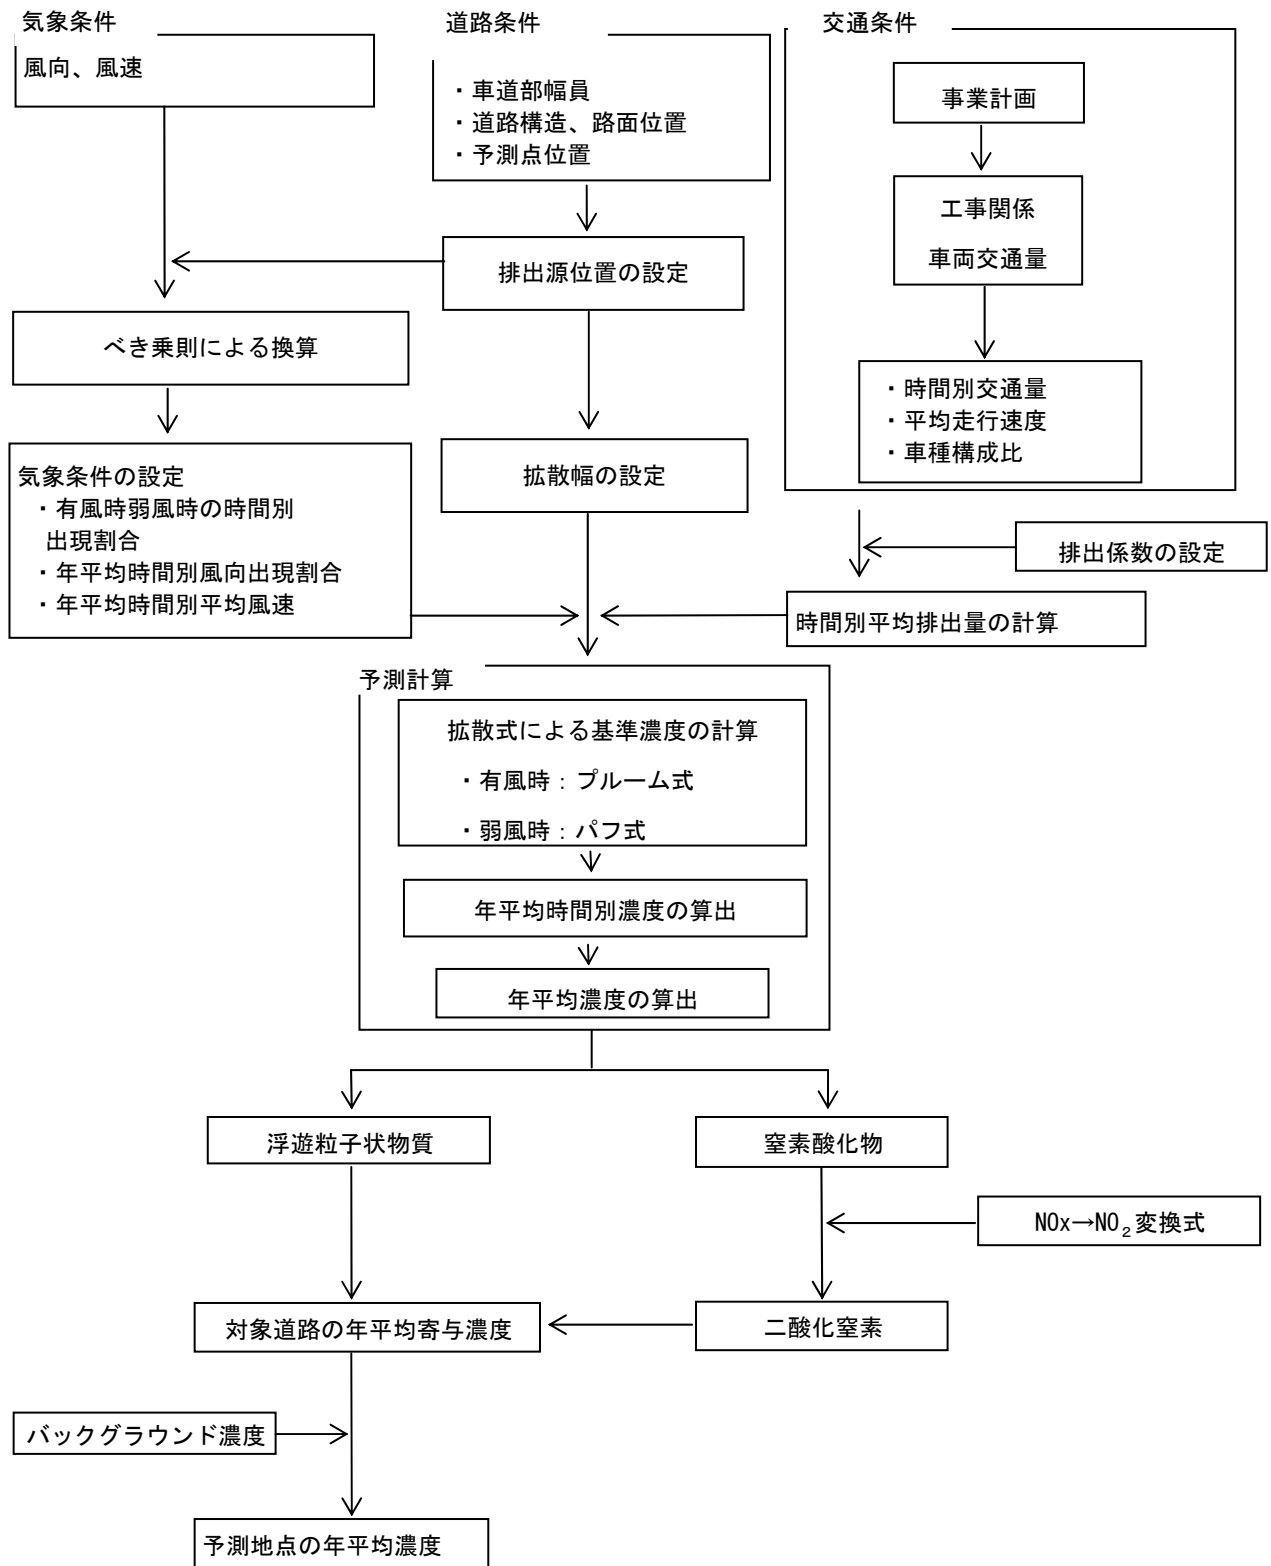 気象条件
風向、風速
道路条件
・車道部幅員
・道路構造、路面位置
・予測点位置
交通条件
事業計画
工事関係
車両交通量
・時間別交通量
・平均走行速度
・車種構成比
排出源位置の設定
べき乗則による換算
気象条件の設定
・有風時弱風時の時間別
出現割合
・年平均時間別風向出現割合
・年平均時間別平均風速
拡散幅の設定
排出係数の設定
時間別平均排出量の計算
予測計算
拡散式による基準濃度の計算
・有風時：プルーム式
・弱風時：パフ式
年平均時間別濃度の算出
年平均濃度の算出
浮遊粒子状物質
窒素酸化物
NOx→NO₂変換式
対象道路の年平均寄与濃度
二酸化窒素
バックグラウンド濃度
予測地点の年平均濃度